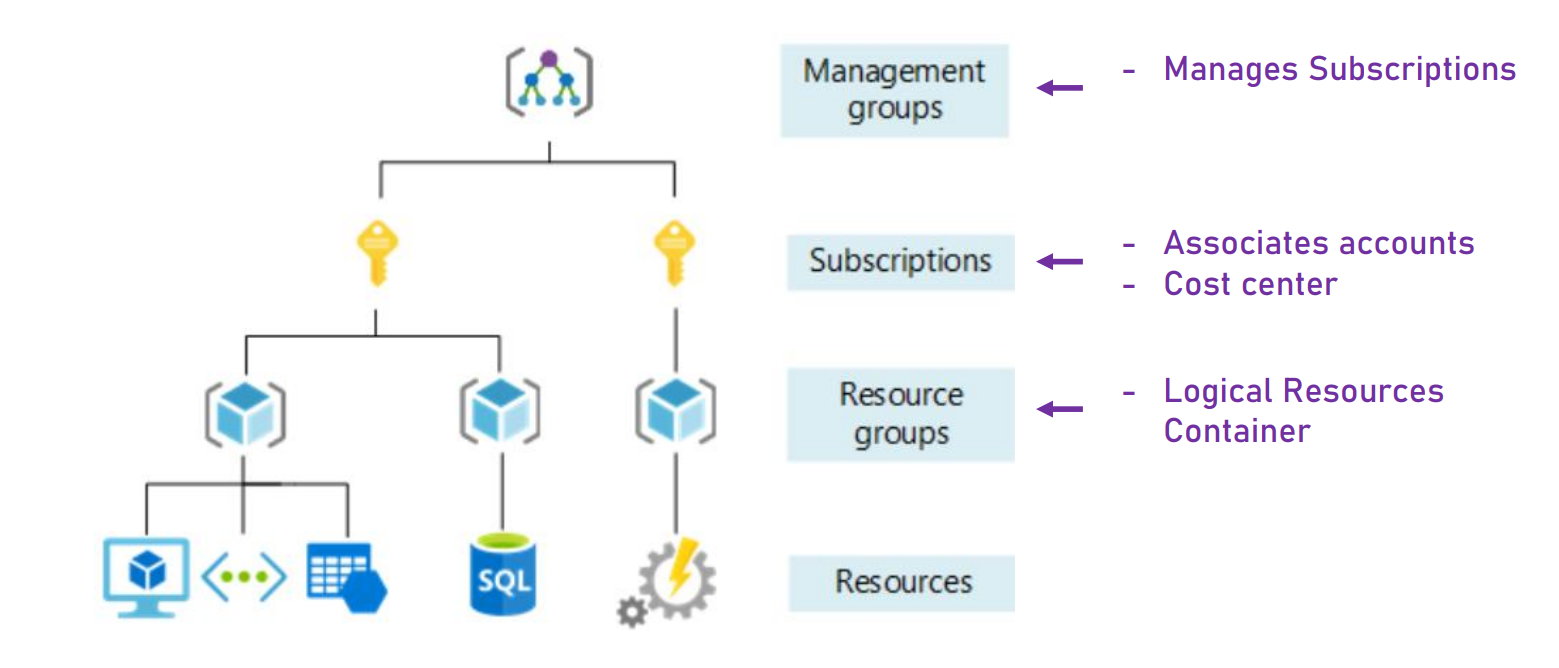 Management
groups
- Manages Subscriptions
Subscriptions
- Associates accounts
- Cost center
Resource
groups
- Logical Resources
Container
SQL
Resources